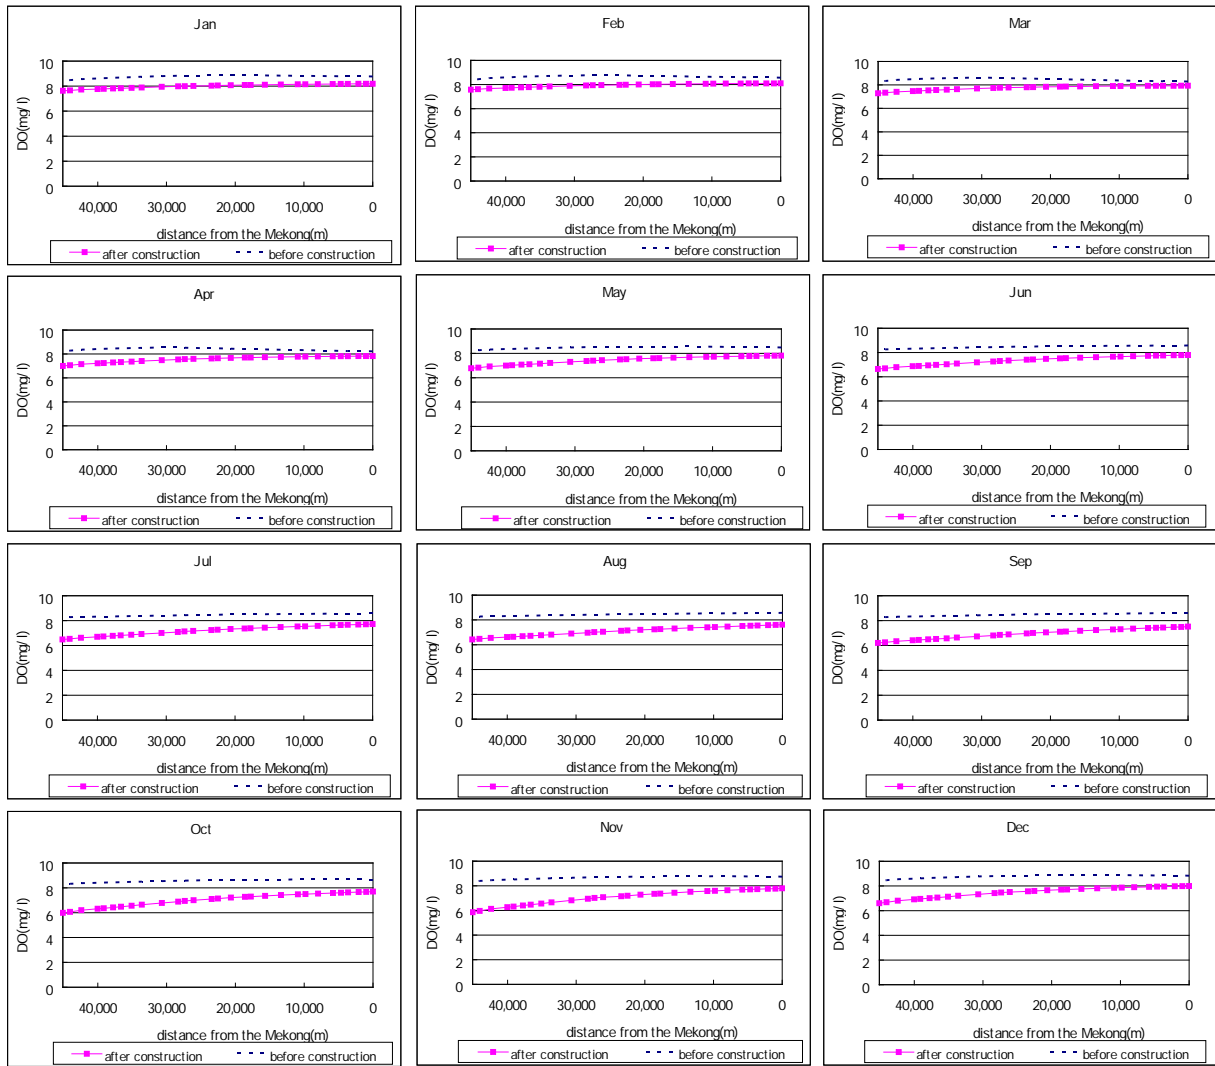 Jan
DO(mg/l)
10
8
6
4
2
0
40,000 30,000 20,000 10,000 0
distance from the Mekong(m)
after construction before construction
Feb
DO(mg/l)
10
8
6
4
2
0
40,000 30,000 20,000 10,000 0
distance from the Mekong(m)
after construction before construction
Mar
DO(mg/l)
10
8
6
4
2
0
40,000 30,000 20,000 10,000 0
distance from the Mekong(m)
after construction before construction
Apr
DO(mg/l)
10
8
6
4
2
0
40,000 30,000 20,000 10,000 0
distance from the Mekong(m)
after construction before construction
May
DO(mg/l)
10
8
6
4
2
0
40,000 30,000 20,000 10,000 0
distance from the Mekong(m)
after construction before construction
Jun
DO(mg/l)
10
8
6
4
2
0
40,000 30,000 20,000 10,000 0
distance from the Mekong(m)
after construction before construction
Jul
DO(mg/l)
10
8
6
4
2
0
40,000 30,000 20,000 10,000 0
distance from the Mekong(m)
after construction before construction
Aug
DO(mg/l)
10
8
6
4
2
0
40,000 30,000 20,000 10,000 0
distance from the Mekong(m)
after construction before construction
Sep
DO(mg/l)
10
8
6
4
2
0
40,000 30,000 20,000 10,000 0
distance from the Mekong(m)
after construction before construction
Oct
DO(mg/l)
10
8
6
4
2
0
40,000 30,000 20,000 10,000 0
distance from the Mekong(m)
after construction before construction
Nov
DO(mg/l)
10
8
6
4
2
0
40,000 30,000 20,000 10,000 0
distance from the Mekong(m)
after construction before construction
Dec
DO(mg/l)
10
8
6
4
2
0
40,000 30,000 20,000 10,000 0
distance from the Mekong(m)
after construction before construction